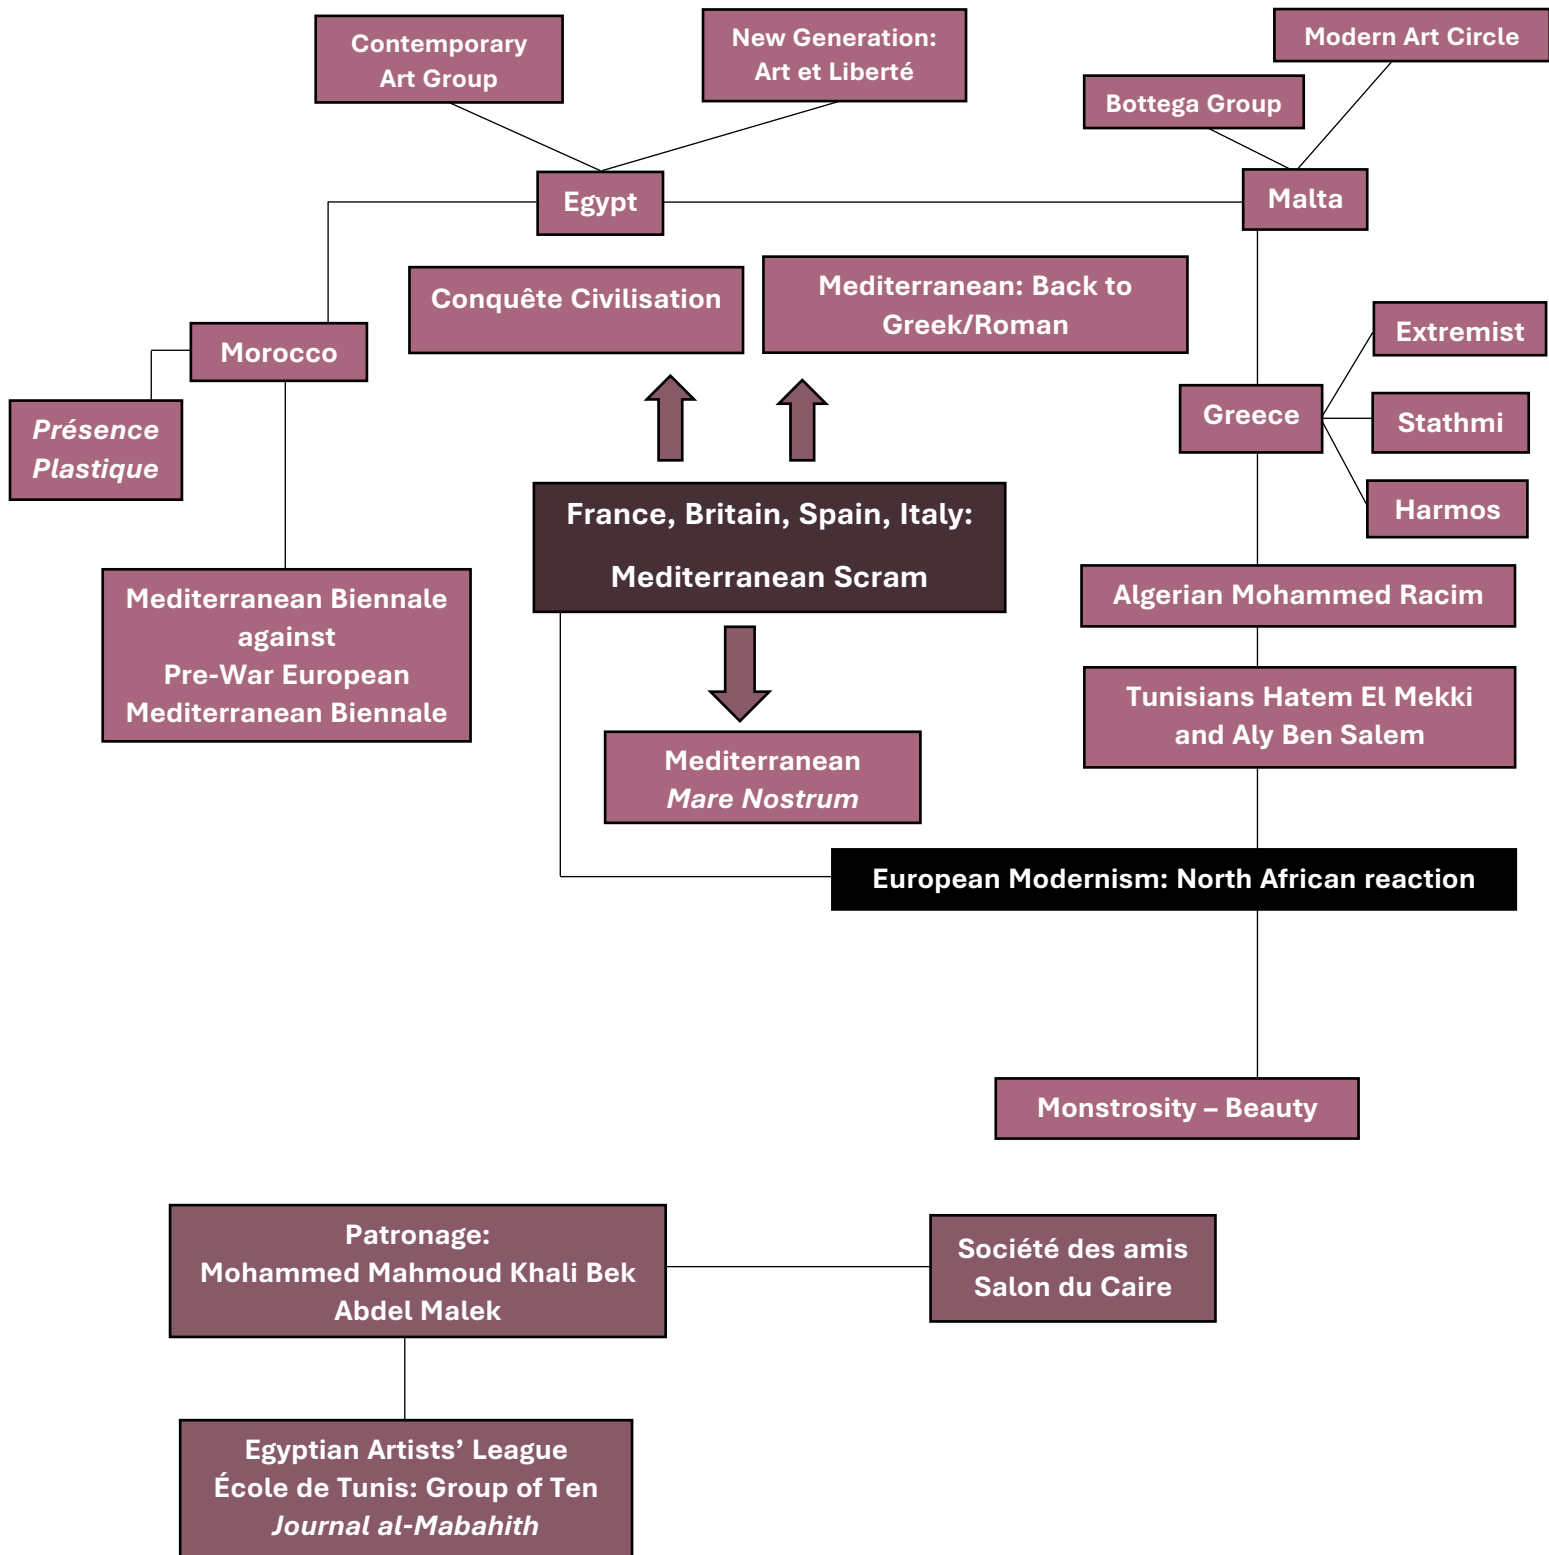 Contemporary
Art Group
New Generation:
Art et Liberté
Modern Art Circle
Bottega Group
Egypt
Malta
Conquête Civilisation
Mediterranean: Back to
Greek/Roman
Morocco
Extremist
Présence
Plastique
Greece
Stathmi
Harmos
France, Britain, Spain, Italy:
Mediterranean Scram
Mediterranean Biennale
against
Pre-War European
Mediterranean Biennale
Algerian Mohammed Racim
Tunisians Hatem El Mekki
and Aly Ben Salem
Mediterranean
Mare Nostrum
European Modernism: North African reaction
Monstrosity – Beauty
Patronage:
Mohammed Mahmoud Khali Bek
Abdel Malek
Société des amis
Salon du Caire
Egyptian Artists’ League
École de Tunis: Group of Ten
Journal al-Mabahith